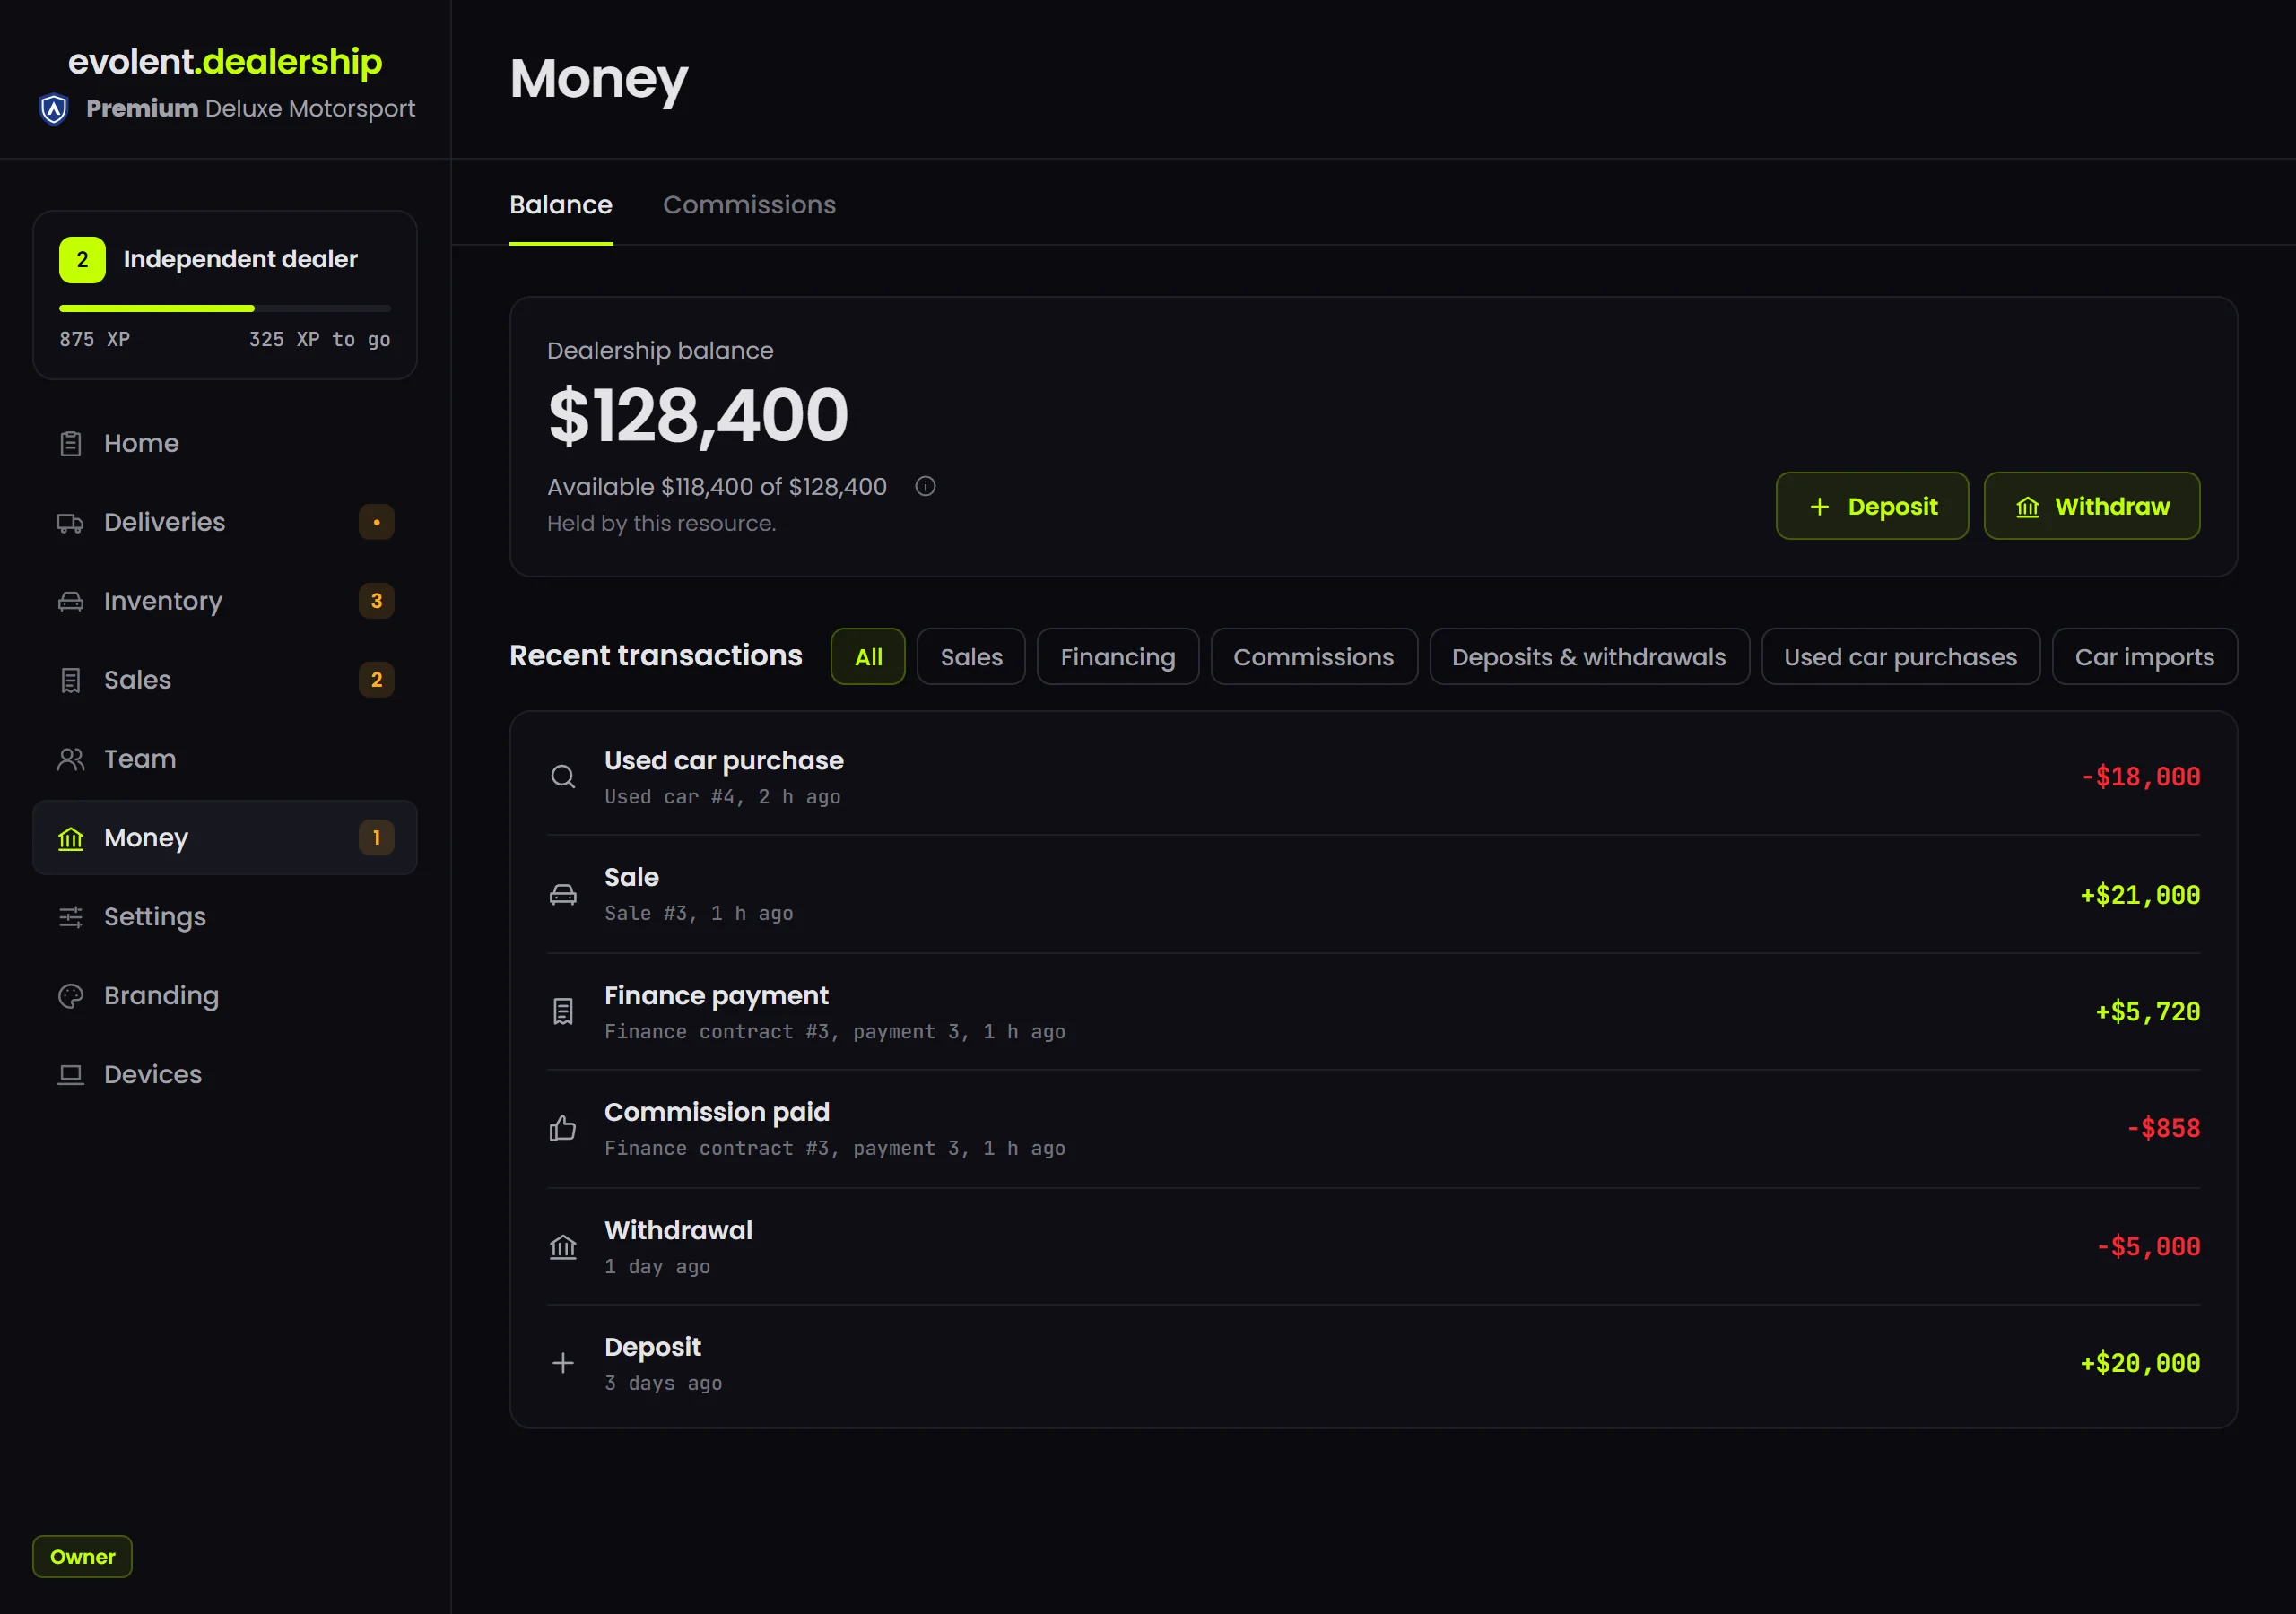 evolent.dealership
Premium Deluxe Motorsport
2 Independent dealer
875 XP 325 XP to go
Home
Deliveries
Inventory 3
Sales 2
Team
Money 1
Settings
Branding
Devices
Owner
Money
Balance Commissions
Dealership balance
$128,400
Available $118,400 of $128,400
Held by this resource.
Deposit Withdraw
Recent transactions All Sales Financing Commissions Deposits & withdrawals Used car purchases Car imports
Used car purchase
Used car #4, 2 h ago
-$18,000
Sale
Sale #3, 1 h ago
+$21,000
Finance payment
Finance contract #3, payment 3, 1 h ago
+$5,720
Commission paid
Finance contract #3, payment 3, 1 h ago
-$858
Withdrawal
1 day ago
-$5,000
Deposit
3 days ago
+$20,000